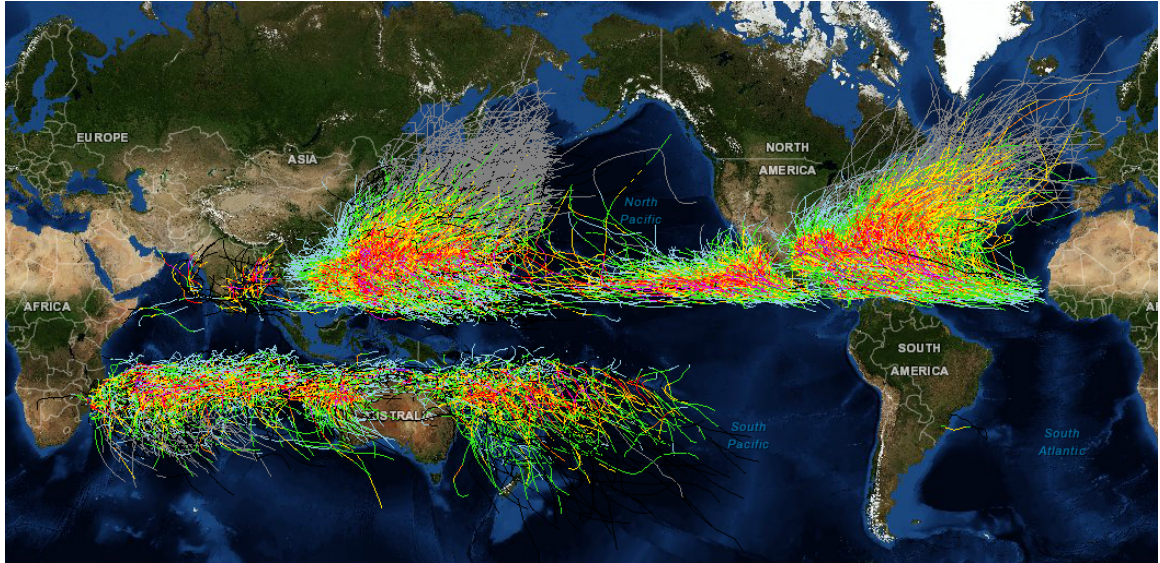 EUROPE
ASIA
NORTH
AMERICA
North
Pacific
AFRICA
SOUTH
AMERICA
South
Pacific
South
Atlantic